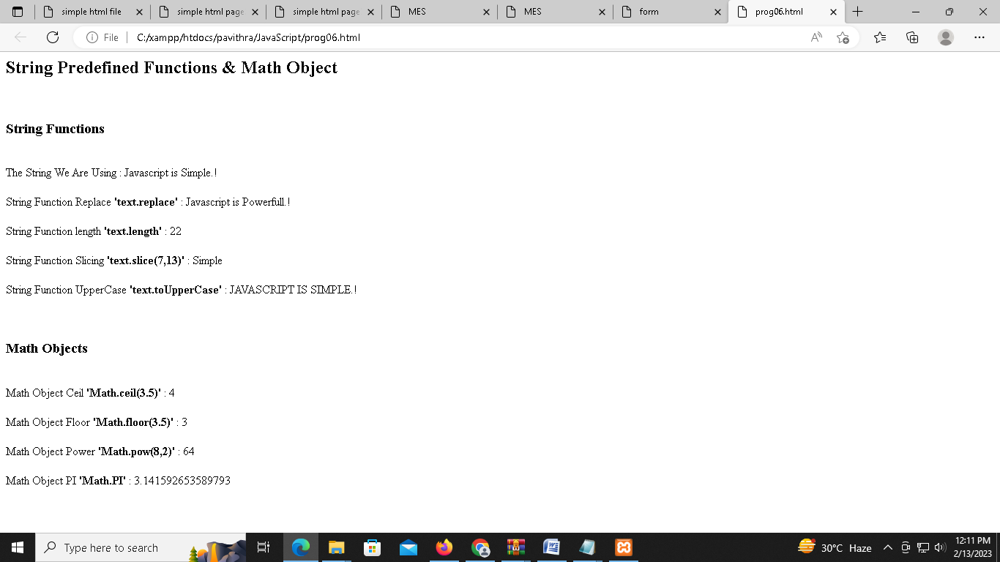 simple html file
simple html page
simple html page
MES
MES
form
prog06.html
File
C:/xampp/htdocs/pavithra/JavaScript/prog06.html
String Predefined Functions & Math Object
String Functions
The String We Are Using : Javascript is Simple.!
String Function Replace 'text.replace' : Javascript is Powerfull.!
String Function length 'text.length' : 22
String Function Slicing 'text.slice(7,13)' : Simple
String Function UpperCase 'text.toUpperCase' : JAVASCRIPT IS SIMPLE.!
Math Objects
Math Object Ceil 'Math.ceil(3.5)' : 4
Math Object Floor 'Math.floor(3.5)' : 3
Math Object Power 'Math.pow(8,2)' : 64
Math Object PI 'Math.PI' : 3.141592653589793
Type here to search
30°C Haze
12:11 PM
2/13/2023